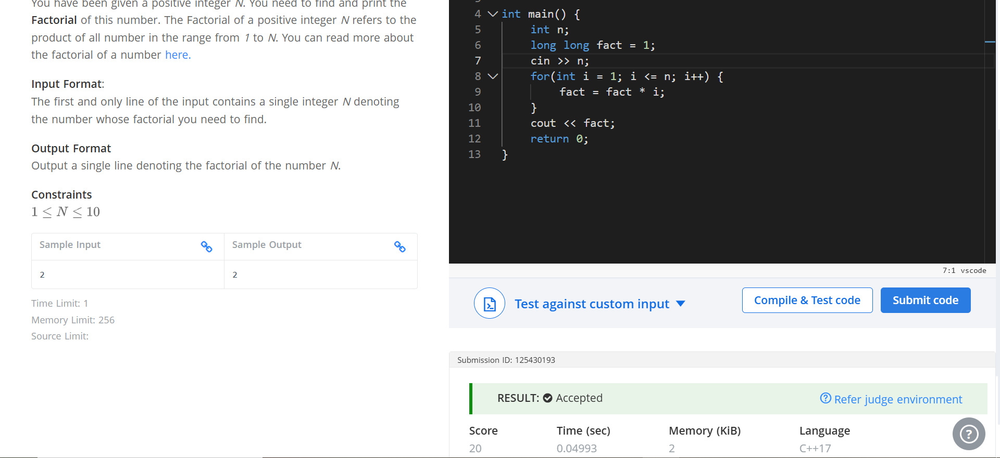 You have been given a positive integer N. You need to find and print the
Factorial of this number. The Factorial of a positive integer N refers to the
product of all number in the range from 1 to N. You can read more about
the factorial of a number here.
Input Format:
The first and only line of the input contains a single integer N denoting
the number whose factorial you need to find.
Output Format
Output a single line denoting the factorial of the number N.
Constraints
1 ≤ N ≤ 10
Sample Input
Sample Output
2
2
Time Limit: 1
Memory Limit: 256
Source Limit:
4 int main() {
5 int n;
6 long long fact = 1;
7 cin >> n;
8 for(int i = 1; i <= n; i++) {
9 fact = fact * i;
10 }
11 cout << fact;
12 return 0;
13 }
7:1 vscode
Test against custom input
Compile & Test code
Submit code
Submission ID: 125430193
RESULT: Accepted
Refer judge environment
Score Time (sec) Memory (KiB) Language
20 0.04993 2 C++17
?